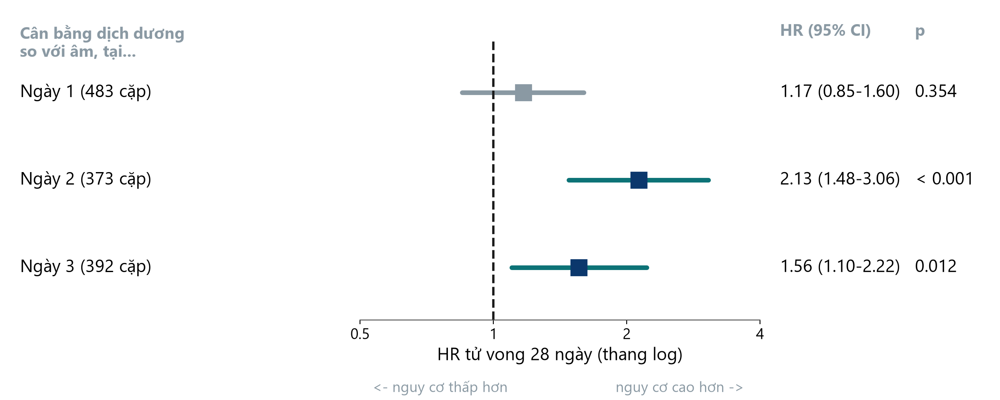 Cân bằng dịch dương
so với âm, tại...
HR (95% CI) p
Ngày 1 (483 cặp) 1.17 (0.85-1.60) 0.354
Ngày 2 (373 cặp) 2.13 (1.48-3.06) < 0.001
Ngày 3 (392 cặp) 1.56 (1.10-2.22) 0.012
0.5 1 2 4
HR tử vong 28 ngày (thang log)
<- nguy cơ thấp hơn nguy cơ cao hơn ->